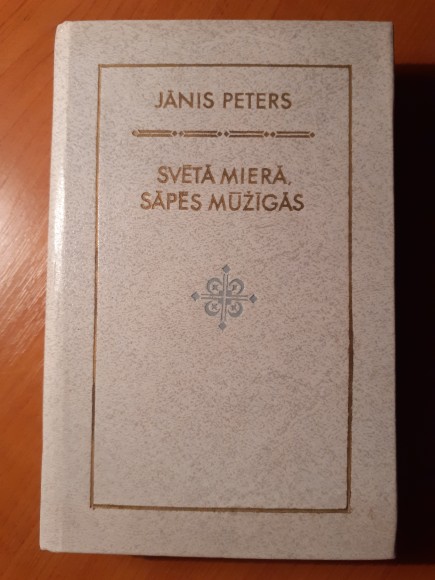 JĀNIS PETERS
SVĒTĀ MIERĀ,
SĀPĒS MŪŽĪGĀS